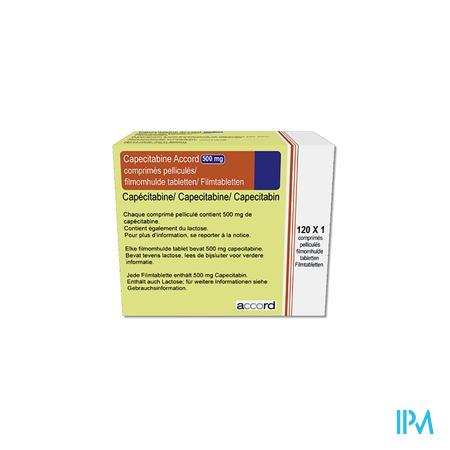 Capecitabine Accord 500 mg
comprimés pelliculés/
filmomhulde tabletten/ Filmtabletten
Capécitabine/ Capecitabine/ Capecitabin
Chaque comprimé pelliculé contient 500 mg de
capécitabine.
Contient également du lactose.
Pour plus d'information, se reporter à la notice.
Elke filmomhulde tablet bevat 500 mg capecitabine.
Bevat tevens lactose, lees de bijsluiter voor verdere
informatie.
Jede Filmtablette enthält 500 mg Capecitabin.
Enthält auch Lactose; für weitere Informationen siehe
Gebrauchsinformation.
accord
120 X 1
comprimés
pelliculés
filmomhulde
tabletten
Filmtabletten
IPM